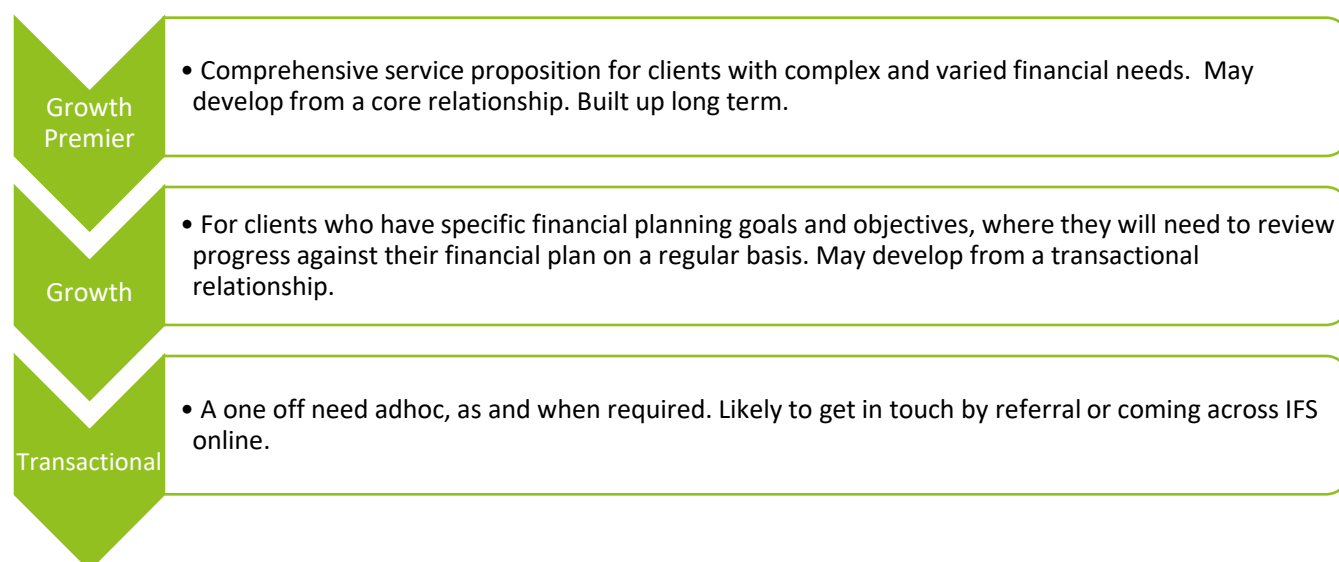 Growth
Premier
• Comprehensive service proposition for clients with complex and varied financial needs.  May
develop from a core relationship. Built up long term.
Growth
• For clients who have specific financial planning goals and objectives, where they will need to review
progress against their financial plan on a regular basis. May develop from a transactional
relationship.
Transactional
• A one off need adhoc, as and when required. Likely to get in touch by referral or coming across IFS
online.